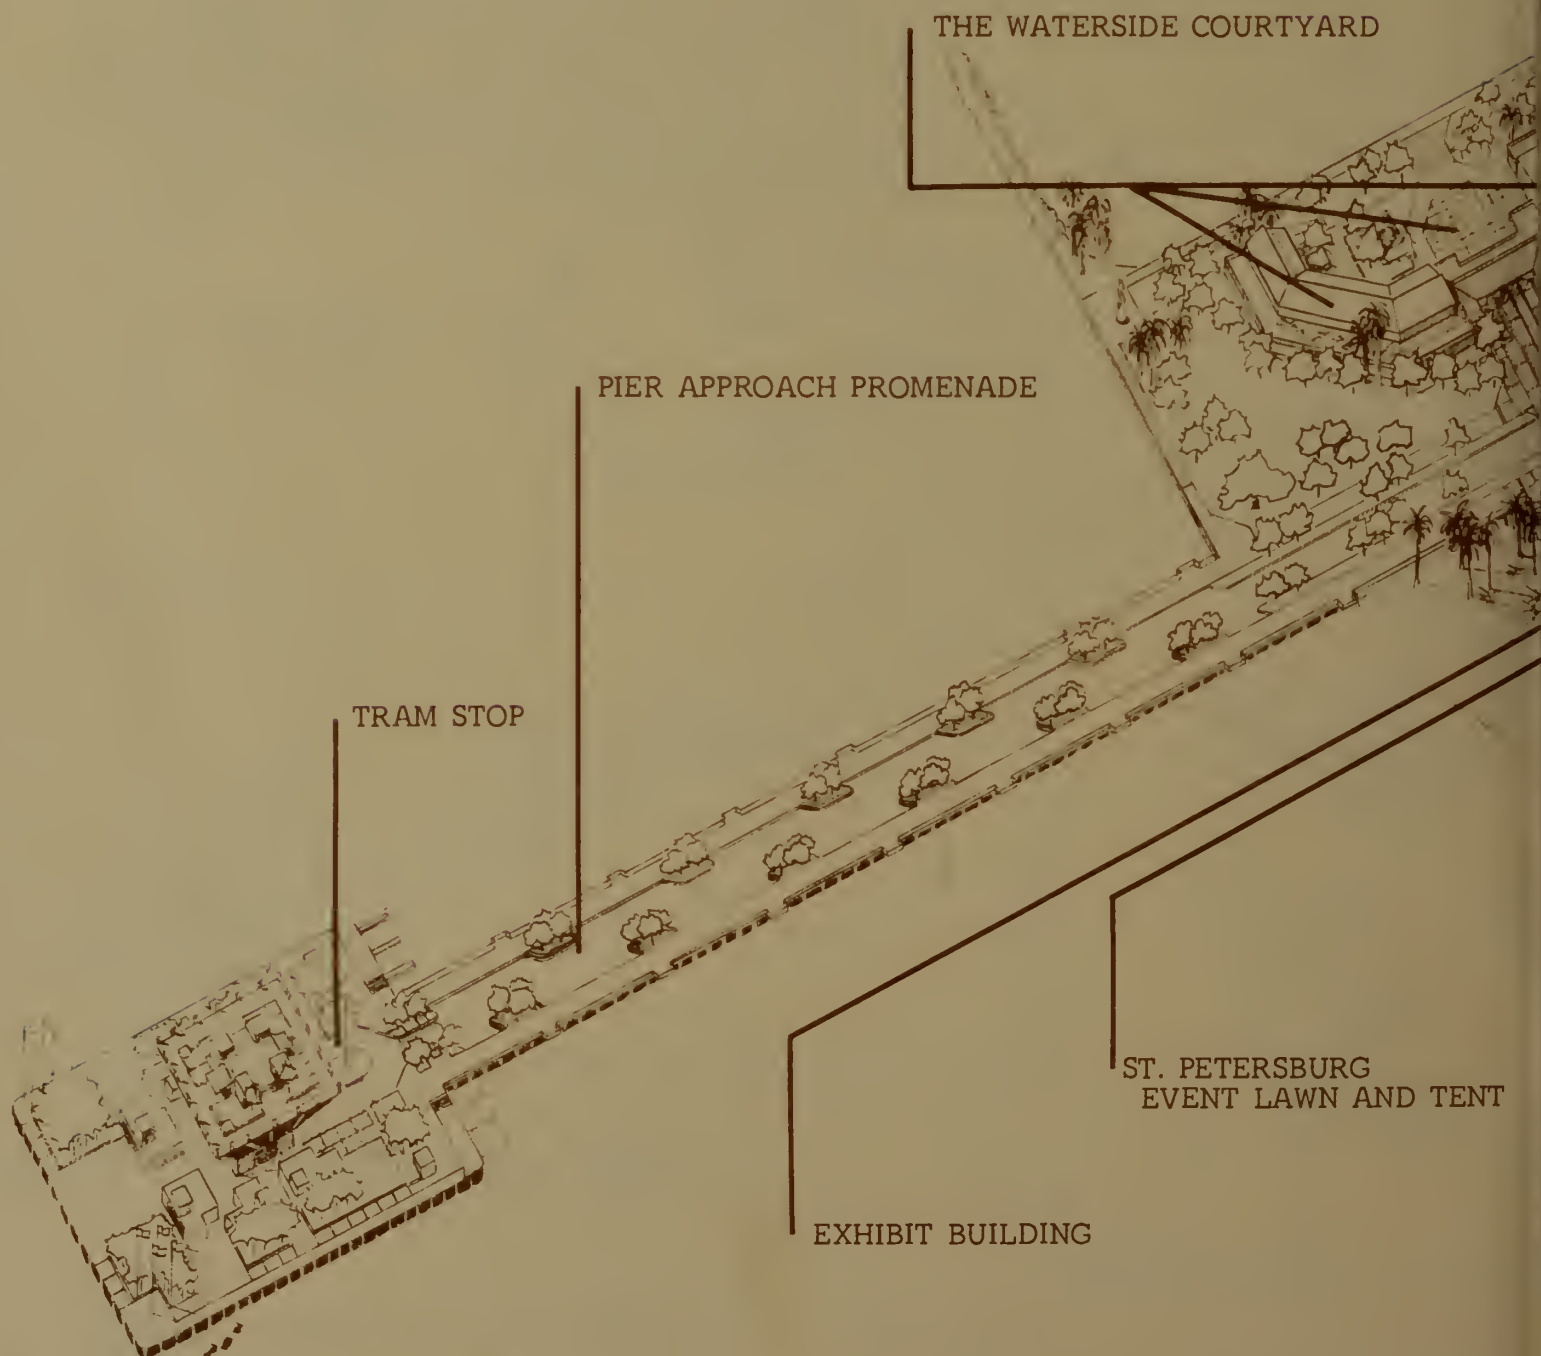 THE WATERSIDE COURTYARD
PIER APPROACH PROMENADE
TRAM STOP
ST. PETERSBURG
EVENT LAWN AND TENT
EXHIBIT BUILDING